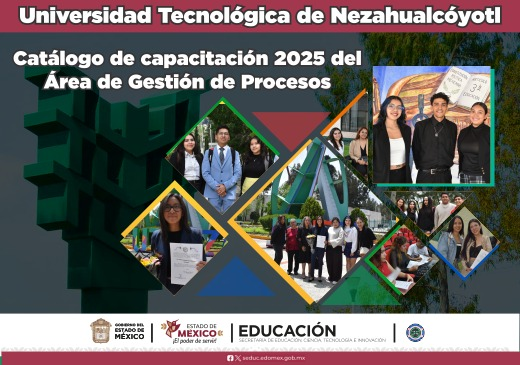 Universidad Tecnológica de Nezahualcóyotl
Catálogo de capacitación 2025 del
Área de Gestión de Procesos
GOBIERNO DEL
ESTADO DE
MÉXICO
ESTADO DE
MÉXICO
¡El poder de servir!
EDUCACIÓN
SECRETARÍA DE EDUCACIÓN, CIENCIA, TECNOLOGÍA E INNOVACIÓN
seduc.edomex.gob.mx